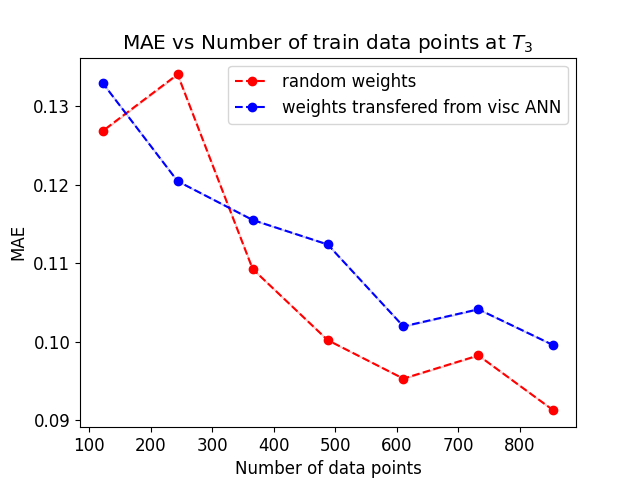 MAE vs Number of train data points at $T_3$
random weights
weights transfered from visc ANN
MAE
0.13
0.12
0.11
0.10
0.09
100 200 300 400 500 600 700 800
Number of data points